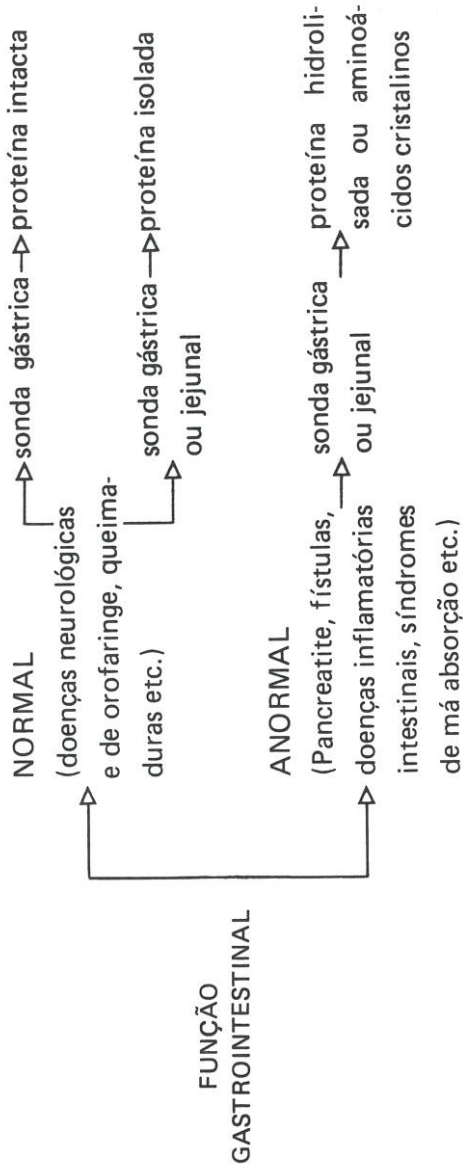 FUNÇÃO
GASTROINTESTINAL
NORMAL
(doenças neurológicas
e de orofaringe, queima-
duras etc.)
sonda gástrica
proteína intacta
sonda gástrica
ou jejunal
proteína isolada
ANORMAL
(Pancreatite, fístulas,
doenças inflamatórias
intestinais, síndromes
de má absorção etc.)
sonda gástrica
ou jejunal
proteína hidroli-
sada ou aminoá-
cidos cristalinos